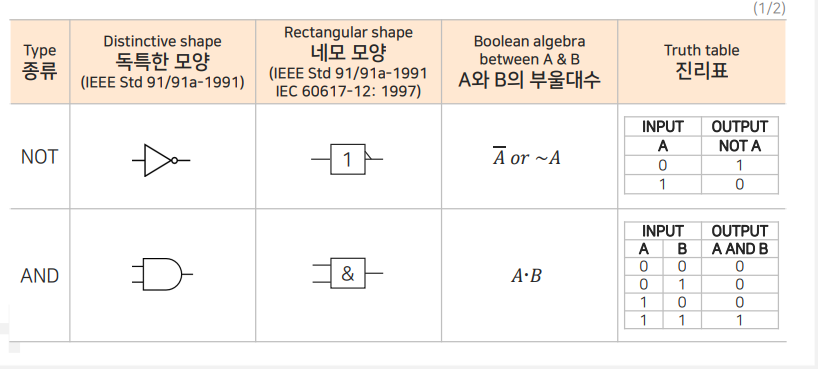 (1/2)
Type
종류
Distinctive shape
독특한 모양
(IEEE Std 91/91a-1991)
Rectangular shape
네모 모양
(IEEE Std 91/91a-1991
IEC 60617-12: 1997)
Boolean algebra
between A & B
A와 B의 부울대수
Truth table
진리표
NOT
1
A̅ or ~A
INPUT OUTPUT
A NOT A
0 1
1 0
AND
&
A·B
INPUT OUTPUT
A B A AND B
0 0 0
0 1 0
1 0 0
1 1 1